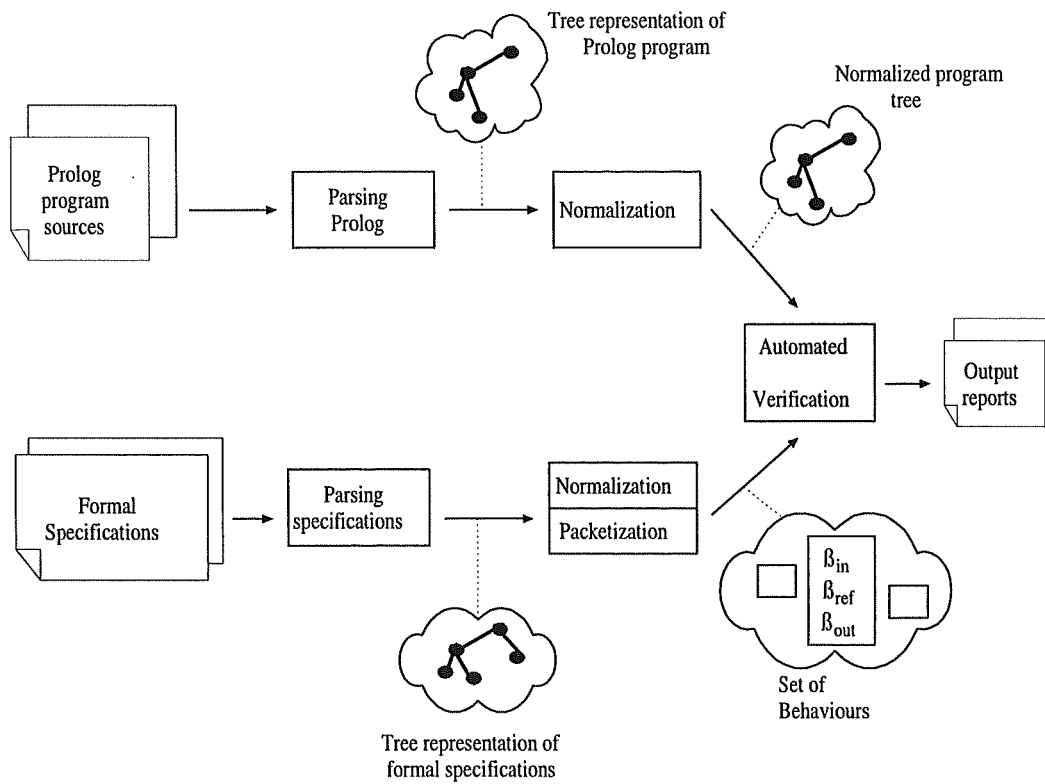 Tree representation of
Prolog program
Normalized program
tree
Prolog
program
sources
Parsing
Prolog
Normalization
Automated
Verification
Output
reports
Formal
Specifications
Parsing
specifications
Normalization
Packetization
ßin
ßref
ßout
Set of
Behaviours
Tree representation of
formal specifications